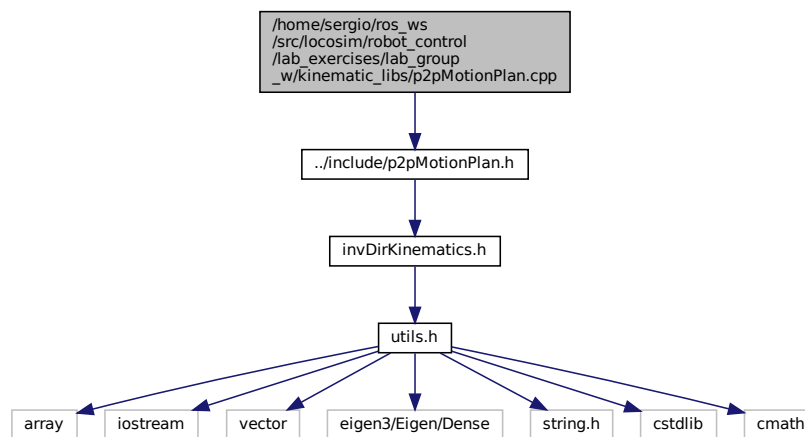 /home/sergio/ros_ws
/src/locosim/robot_control
/lab_exercises/lab_group
_w/kinematic_libs/p2pMotionPlan.cpp
../include/p2pMotionPlan.h
invDirKinematics.h
utils.h
array
iostream
vector
eigen3/Eigen/Dense
string.h
cstdlib
cmath